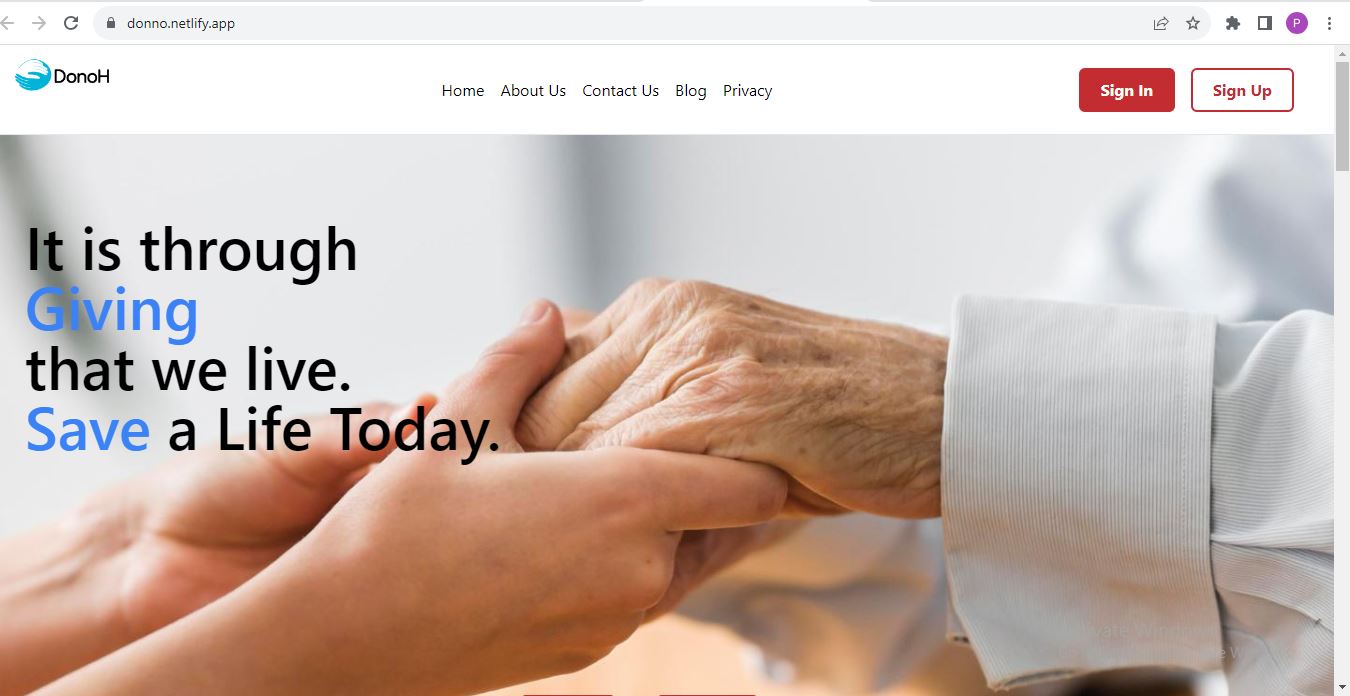 donno.netlify.app
P
DonoH
Home About Us Contact Us Blog Privacy
Sign In Sign Up
It is through
Giving
that we live.
Save a Life Today.